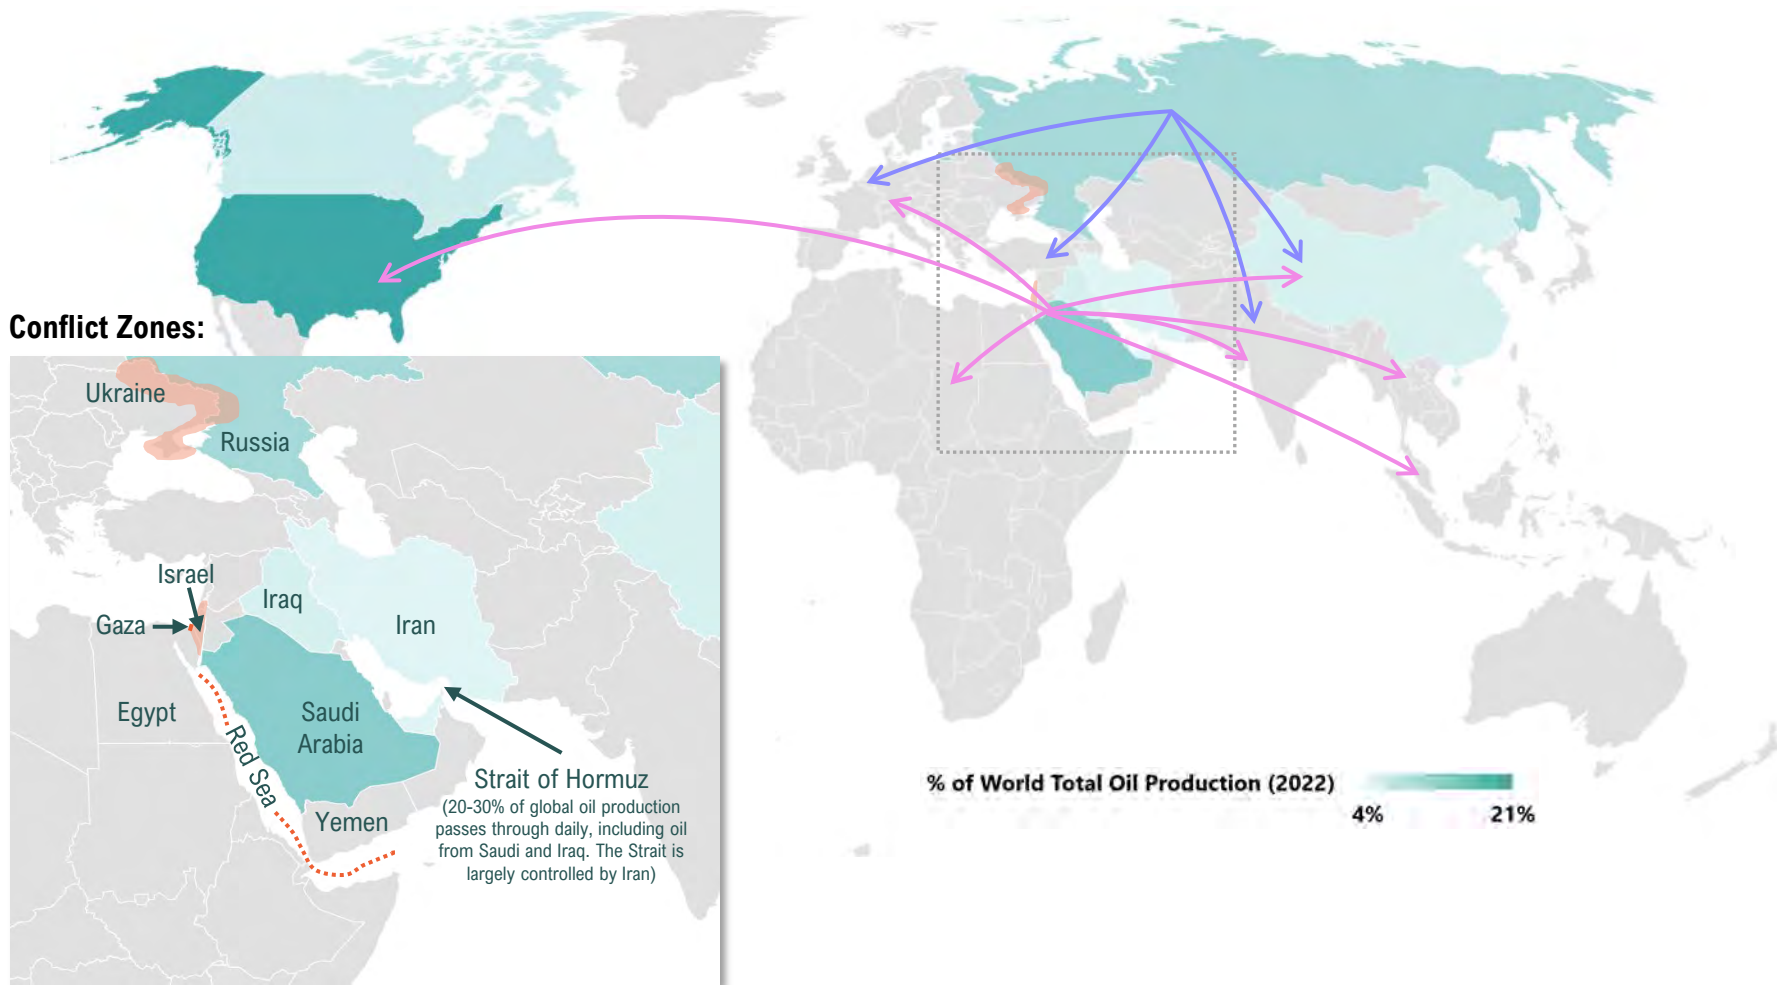 Conflict Zones:
Ukraine
Russia
Israel
Gaza
Iraq
Iran
Egypt
Saudi
Arabia
Red Sea
Yemen
Strait of Hormuz
(20-30% of global oil production
passes through daily, including oil
from Saudi and Iraq. The Strait is
largely controlled by Iran)
% of World Total Oil Production (2022)
4%
21%